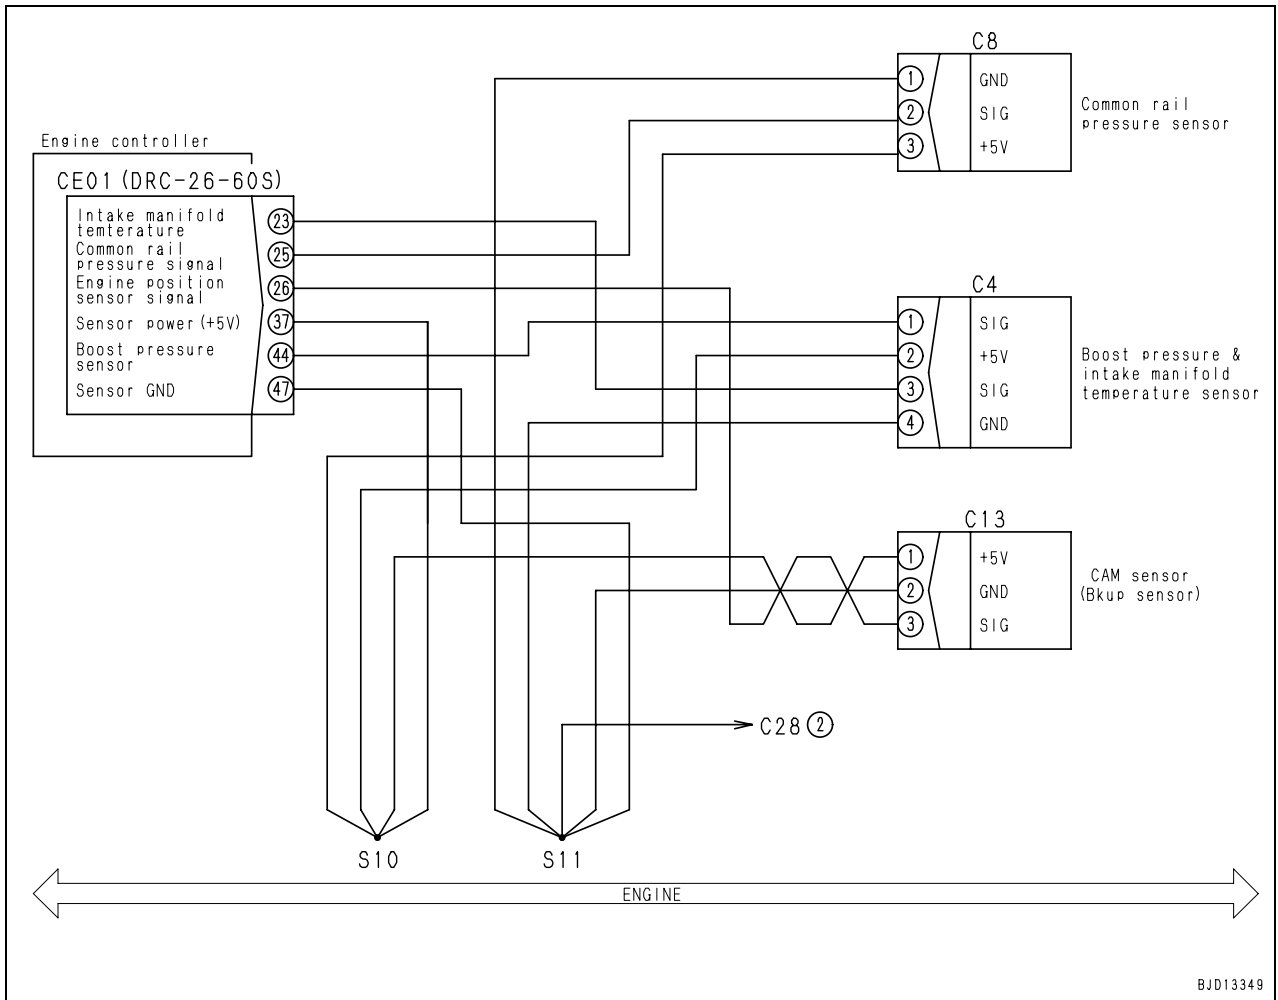 C8
1 GND
2 SIG
3 +5V
Common rail
pressure sensor
Engine controller
CE01 (DRC-26-60S)
Intake manifold
temterature
23
Common rail
pressure signal
25
Engine position
sensor signal
26
Sensor power (+5V) 37
Boost pressure
sensor
44
Sensor GND 47
C4
1 SIG
2 +5V
3 SIG
4 GND
Boost pressure &
intake manifold
temperature sensor
C13
1 +5V
2 GND
3 SIG
CAM sensor
(Bkup sensor)
C28 2
S10
S11
ENGINE
BJD13349